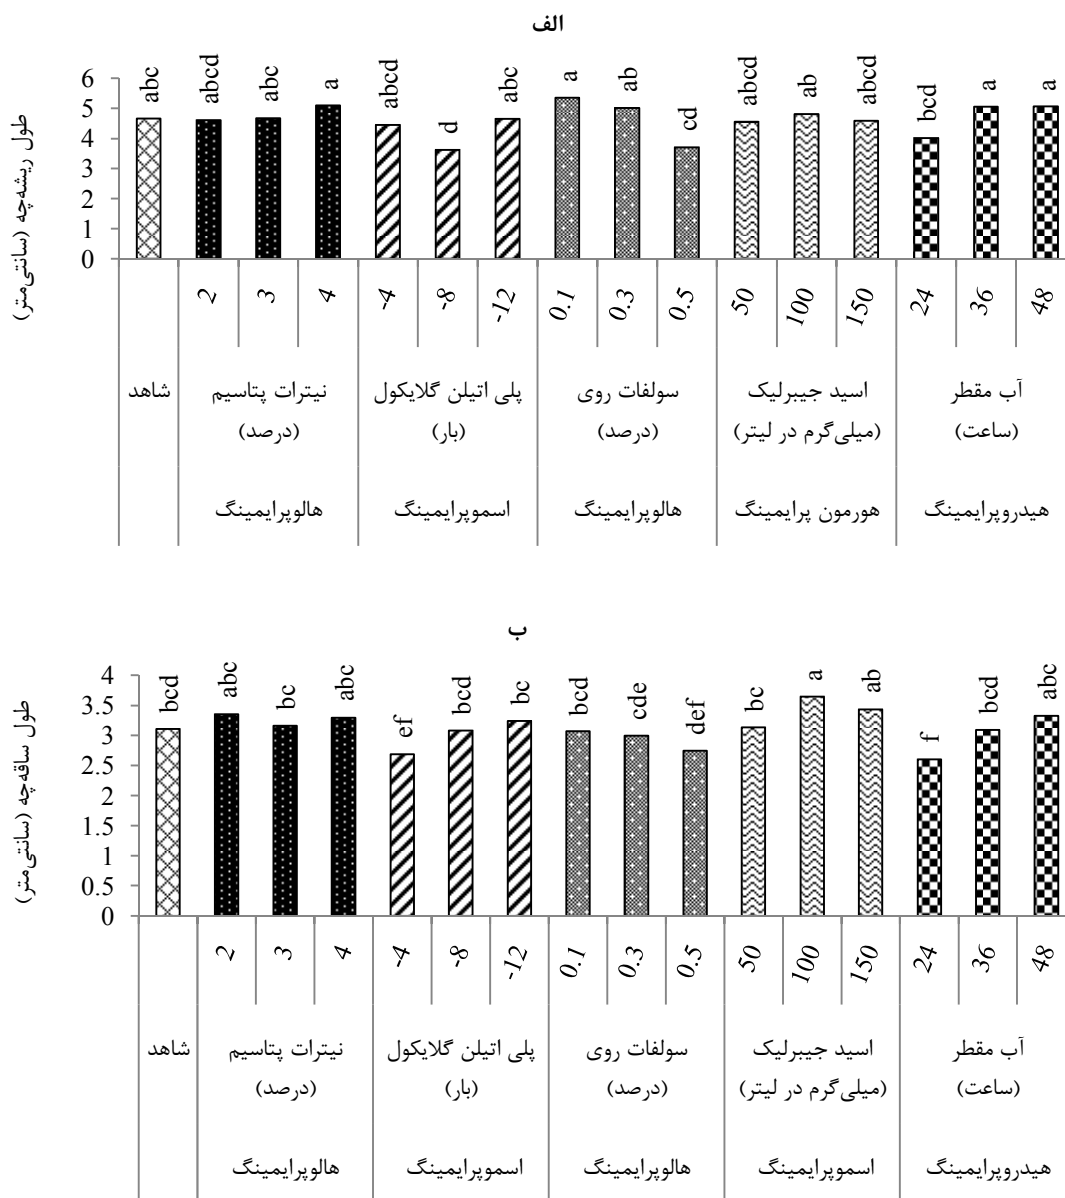 الف
طول ریشه‌چه (سانتی‌متر)
6
5
4
3
2
1
0
abc abcd abc a abcd d abc a ab cd abcd ab abcd bcd a a
2 3 4 -4 -8 -12 0.1 0.3 0.5 50 100 150 24 36 48
شاهد
نیترات پتاسیم
(درصد)
پلی اتیلن گلایکول
(بار)
سولفات روی
(درصد)
اسید جیبرلیک
(میلی‌گرم در لیتر)
آب مقطر
(ساعت)
هالوپرایمینگ
اسموپرایمینگ
هالوپرایمینگ
هورمون پرایمینگ
هیدروپرایمینگ
ب
طول ساقه‌چه (سانتی‌متر)
4
3.5
3
2.5
2
1.5
1
0.5
0
bcd abc bc abc ef bcd bc bcd cde def bc a ab f bcd abc
2 3 4 -4 -8 -12 0.1 0.3 0.5 50 100 150 24 36 48
شاهد
نیترات پتاسیم
(درصد)
پلی اتیلن گلایکول
(بار)
سولفات روی
(درصد)
اسید جیبرلیک
(میلی‌گرم در لیتر)
آب مقطر
(ساعت)
هالوپرایمینگ
اسموپرایمینگ
هالوپرایمینگ
اسموپرایمینگ
هیدروپرایمینگ